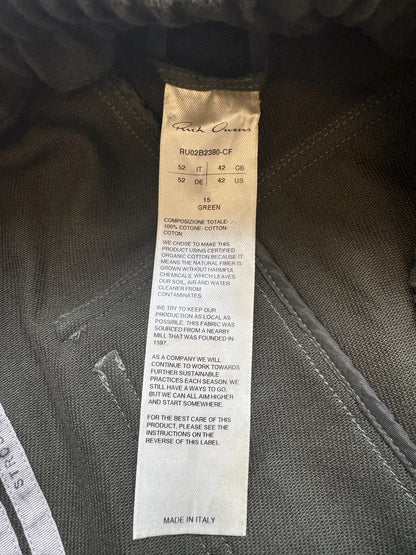 Rick Owens
RU02B2380-CF
52 IT 42 GB
52 DE 42 US
15
GREEN
COMPOSIZIONE TOTALE-
100% COTONE- COTTON-
COTON
WE CHOSE TO MAKE THIS
PRODUCT USING CERTIFIED
ORGANIC COTTON BECAUSE IT
MEANS THE NATURAL FIBER IS
GROWN WITHOUT HARMFUL
CHEMICALS, WHICH LEAVES
OUR SOIL, AIR AND WATER
CLEANER FROM
CONTAMINATES.
WE TRY TO KEEP OUR
PRODUCTION AS LOCAL AS
POSSIBLE. THIS FABRIC WAS
SOURCED FROM A NEARBY
MILL THAT WAS FOUNDED IN
1597.
AS A COMPANY WE WILL
CONTINUE TO WORK TOWARDS
FURTHER SUSTAINABLE
PRACTICES EACH SEASON. WE
STILL HAVE A WAYS TO GO,
BUT WE CAN ALL AIM HIGHER
AND START SOMEWHERE.
FOR THE BEST CARE OF THIS
PRODUCT, PLEASE SEE THE
INSTRUCTIONS ON THE
REVERSE OF THIS LABEL.
MADE IN ITALY
STRO